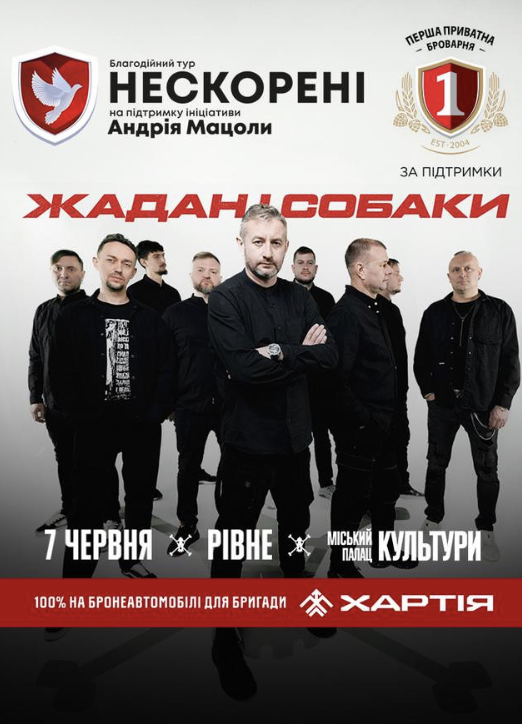 Благодійний тур
НЕСКОРЕНІ
на підтримку ініціативи
Андрія Мацоли
ПЕРША ПРИВАТНА
БРОВАРНЯ
1
EST · 2004
ЗА ПІДТРИМКИ
ЖАДАН І СОБАКИ
7 ЧЕРВНЯ РІВНЕ МІСЬКИЙ ПАЛАЦ КУЛЬТУРИ
100% НА БРОНЕАВТОМОБІЛІ ДЛЯ БРИГАДИ ХАРТІЯ